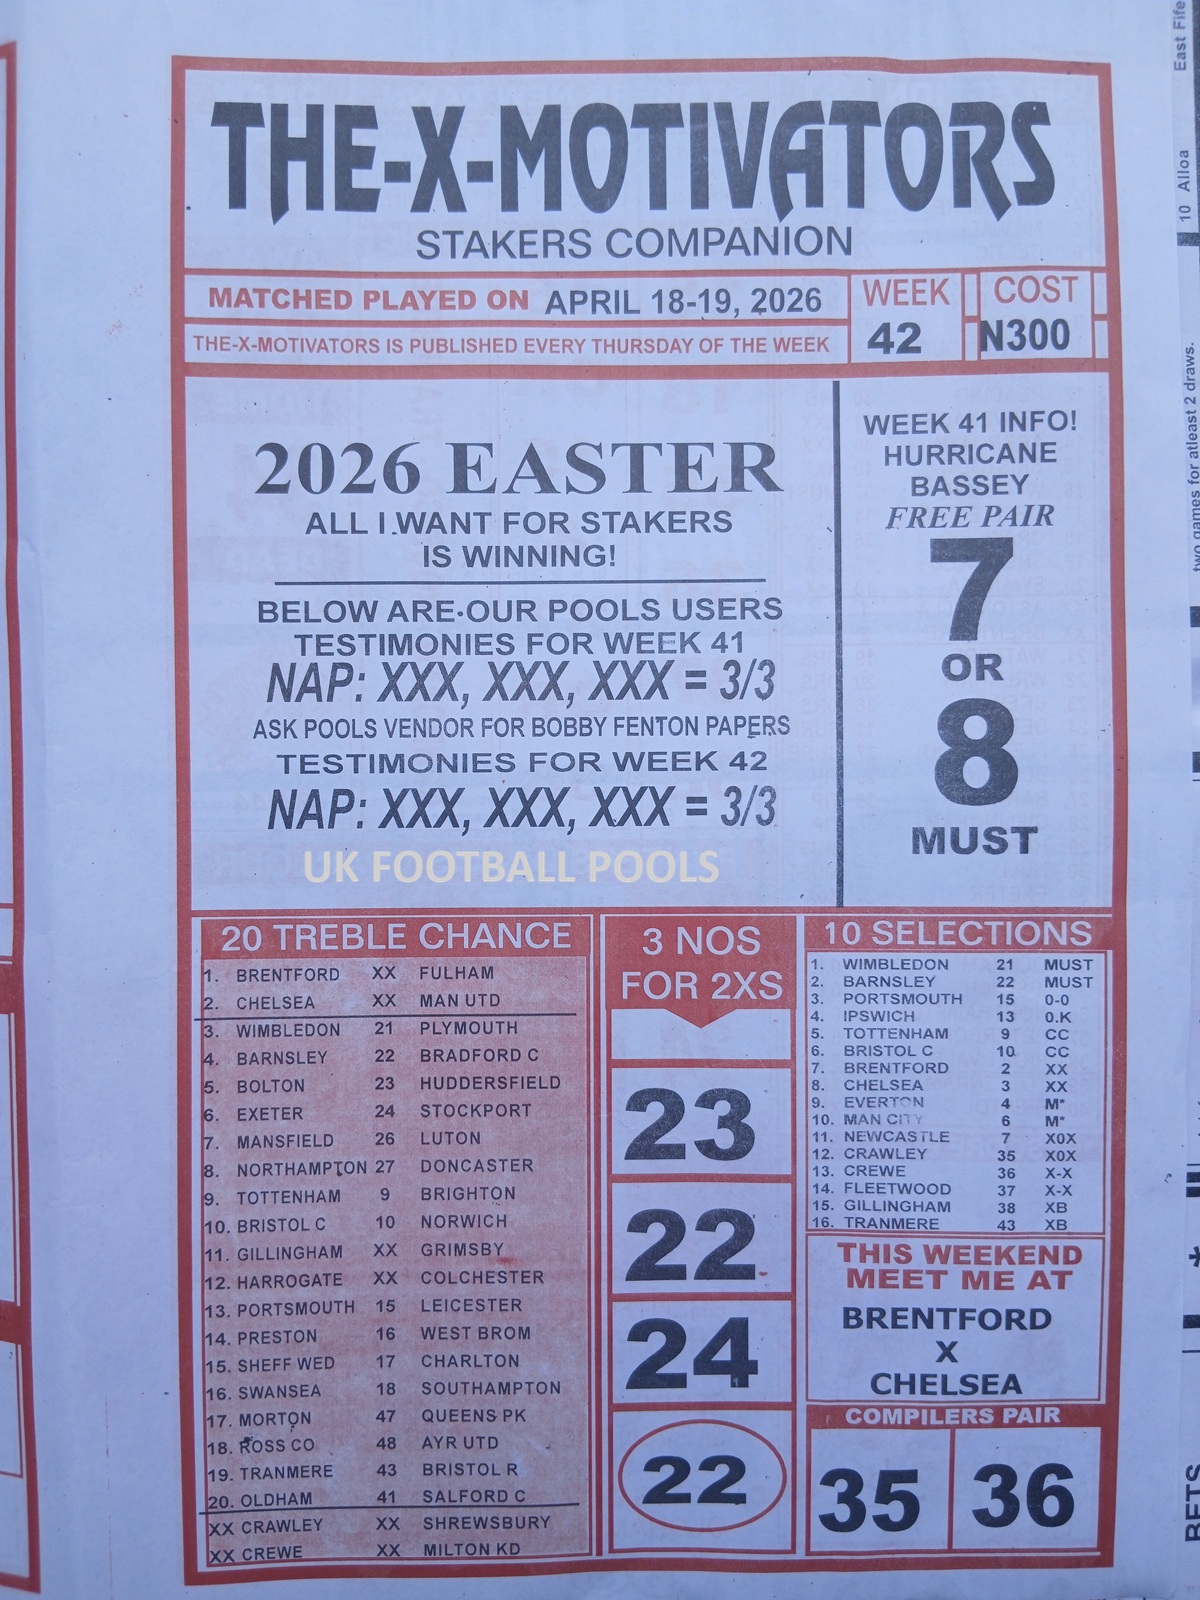 THE-X-MOTIVATORS
STAKERS COMPANION
MATCHED PLAYED ON APRIL 18-19, 2026
THE-X-MOTIVATORS IS PUBLISHED EVERY THURSDAY OF THE WEEK
WEEK
42
COST
N300
2026 EASTER
ALL I WANT FOR STAKERS
IS WINNING!
BELOW ARE OUR POOLS USERS
TESTIMONIES FOR WEEK 41
NAP: XXX, XXX, XXX = 3/3
ASK POOLS VENDOR FOR BOBBY FENTON PAPERS
TESTIMONIES FOR WEEK 42
NAP: XXX, XXX, XXX = 3/3
UK FOOTBALL POOLS
WEEK 41 INFO!
HURRICANE
BASSEY
FREE PAIR
7
OR
8
MUST
20 TREBLE CHANCE
1. BRENTFORD XX FULHAM
2. CHELSEA XX MAN UTD
3. WIMBLEDON 21 PLYMOUTH
4. BARNSLEY 22 BRADFORD C
5. BOLTON 23 HUDDERSFIELD
6. EXETER 24 STOCKPORT
7. MANSFIELD 26 LUTON
8. NORTHAMPTON 27 DONCASTER
9. TOTTENHAM 9 BRIGHTON
10. BRISTOL C 10 NORWICH
11. GILLINGHAM XX GRIMSBY
12. HARROGATE XX COLCHESTER
13. PORTSMOUTH 15 LEICESTER
14. PRESTON 16 WEST BROM
15. SHEFF WED 17 CHARLTON
16. SWANSEA 18 SOUTHAMPTON
17. MORTON 47 QUEENS PK
18. ROSS CO 48 AYR UTD
19. TRANMERE 43 BRISTOL R
20. OLDHAM 41 SALFORD C
XX CRAWLEY XX SHREWSBURY
XX CREWE XX MILTON KD
3 NOS
FOR 2XS
23
22
24
22
10 SELECTIONS
1. WIMBLEDON 21 MUST
2. BARNSLEY 22 MUST
3. PORTSMOUTH 15 0-0
4. IPSWICH 13 0.K
5. TOTTENHAM 9 CC
6. BRISTOL C 10 CC
7. BRENTFORD 2 XX
8. CHELSEA 3 XX
9. EVERTON 4 M*
10. MAN CITY 6 M*
11. NEWCASTLE 7 X0X
12. CRAWLEY 35 X0X
13. CREWE 36 X-X
14. FLEETWOOD 37 X-X
15. GILLINGHAM 38 XB
16. TRANMERE 43 XB
THIS WEEKEND
MEET ME AT
BRENTFORD
X
CHELSEA
COMPILERS PAIR
35 36
East Fife
10 Alloa
two games for atleast 2 draws.
BETS